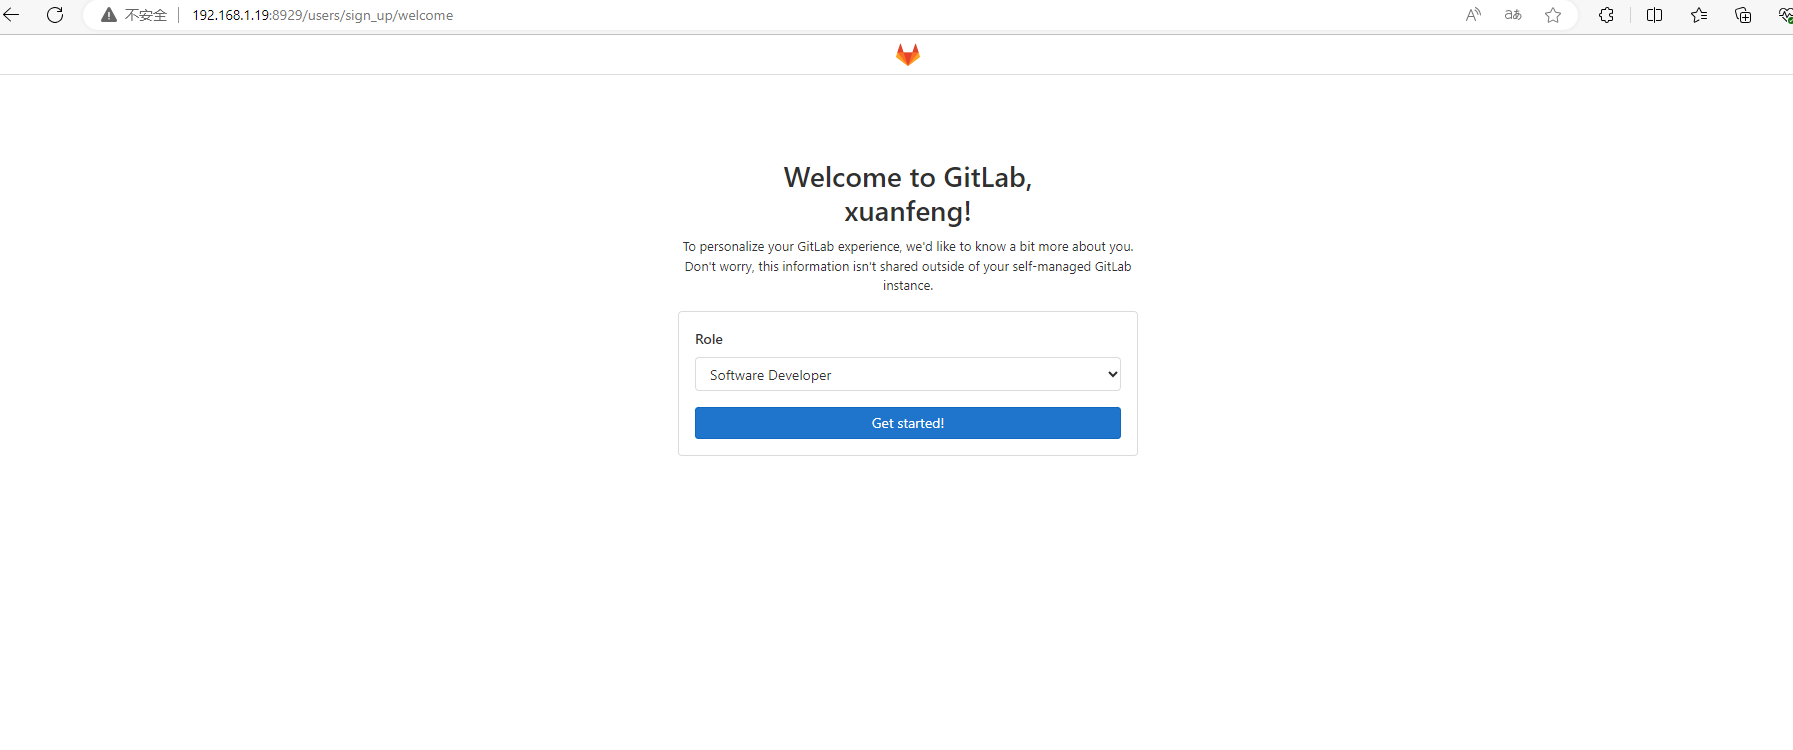 不安全 192.168.1.19:8929/users/sign_up/welcome
Welcome to GitLab,
xuanfeng!
To personalize your GitLab experience, we'd like to know a bit more about you.
Don't worry, this information isn't shared outside of your self-managed GitLab
instance.
Role
Software Developer
Get started!